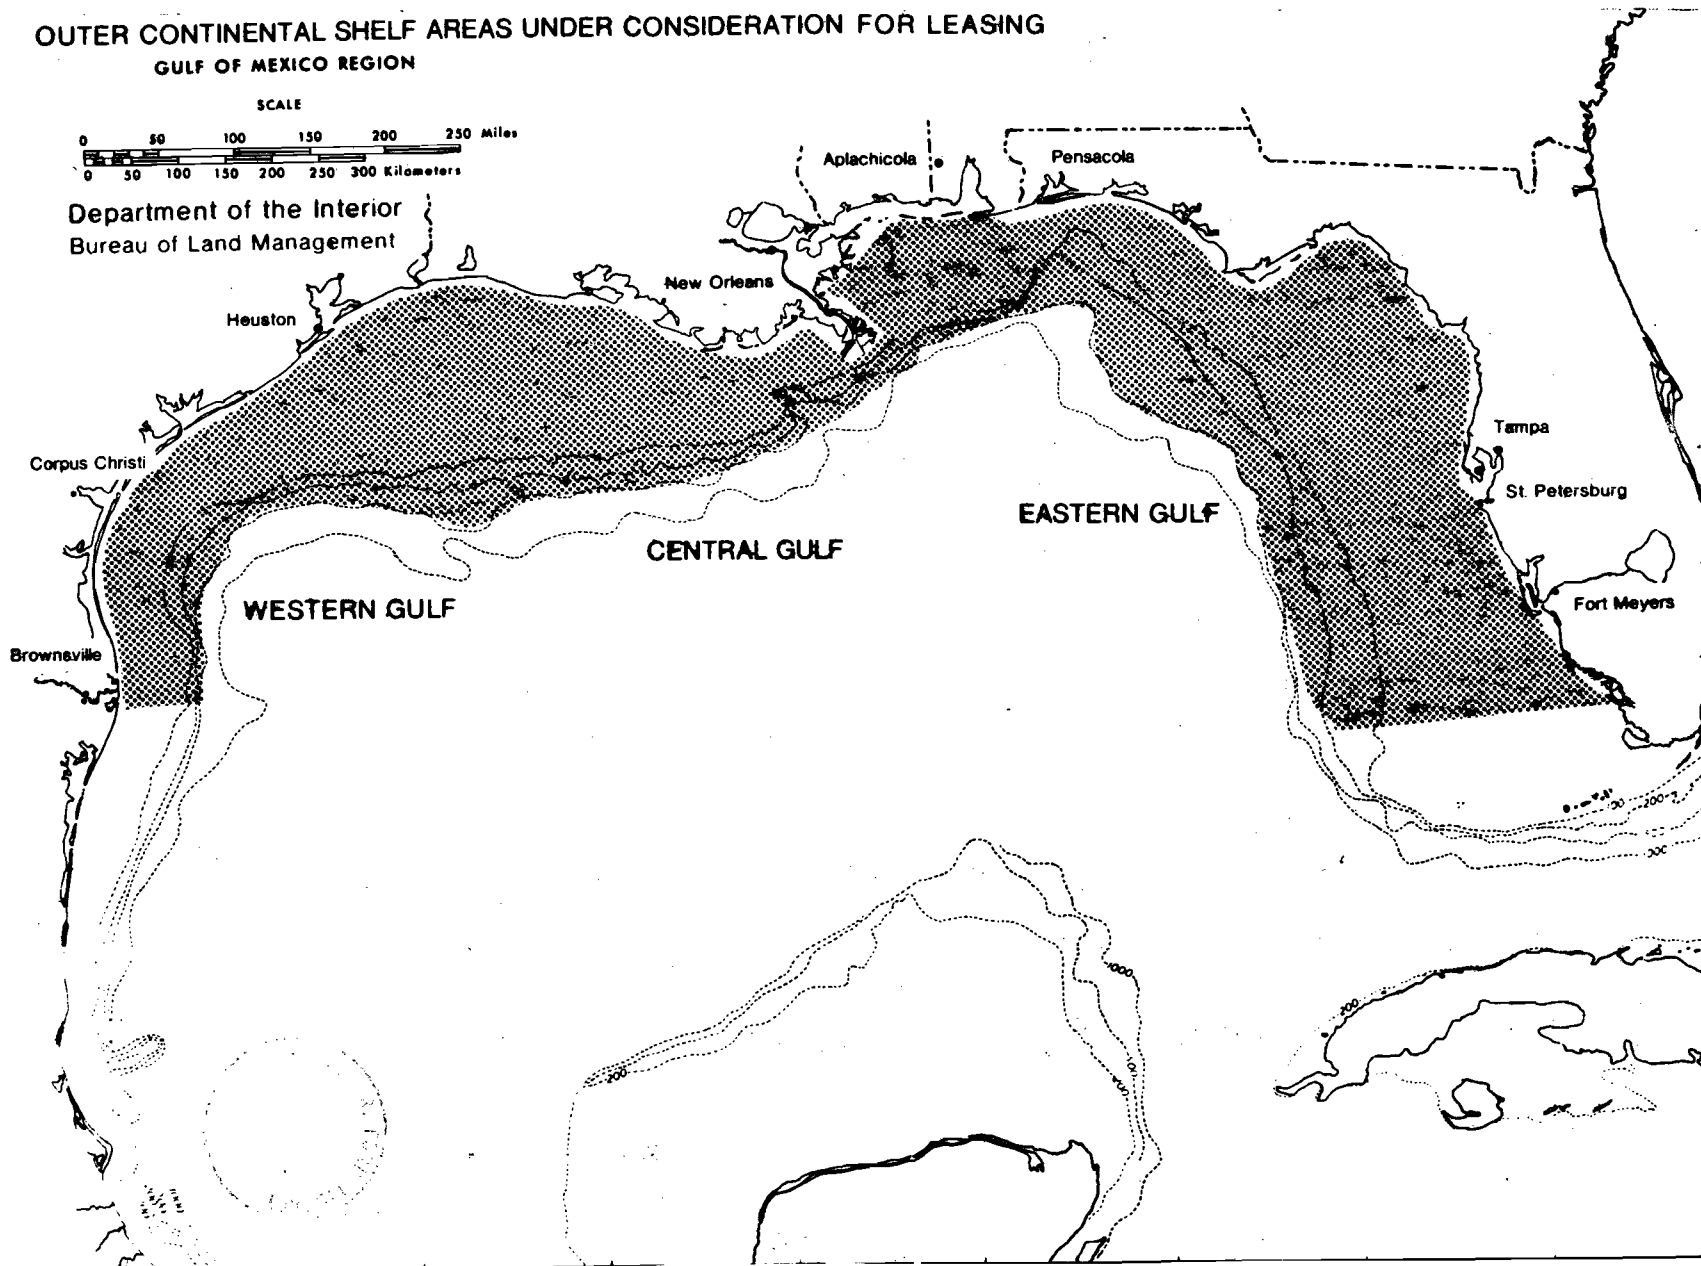 OUTER CONTINENTAL SHELF AREAS UNDER CONSIDERATION FOR LEASING
GULF OF MEXICO REGION
SCALE
0 50 100 150 200 250 Miles
0 50 100 150 200 250 300 Kilometers
Department of the Interior
Bureau of Land Management
Aplachicola
Pensacola
New Orleans
Heuston
Corpus Christi
Tampa
St. Petersburg
EASTERN GULF
CENTRAL GULF
WESTERN GULF
Fort Meyers
Brownsville
200
1000
200
200